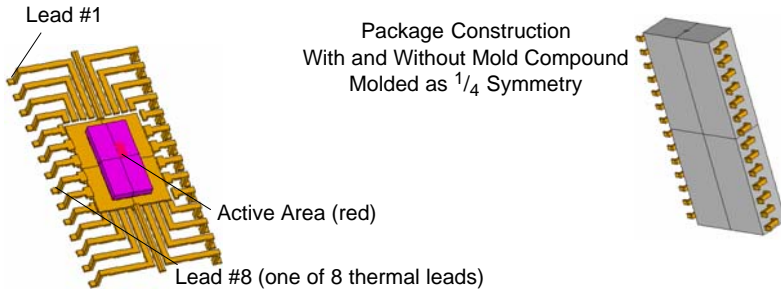 Lead #1
Package Construction
With and Without Mold Compound
Molded as 1/4 Symmetry
Active Area (red)
Lead #8 (one of 8 thermal leads)